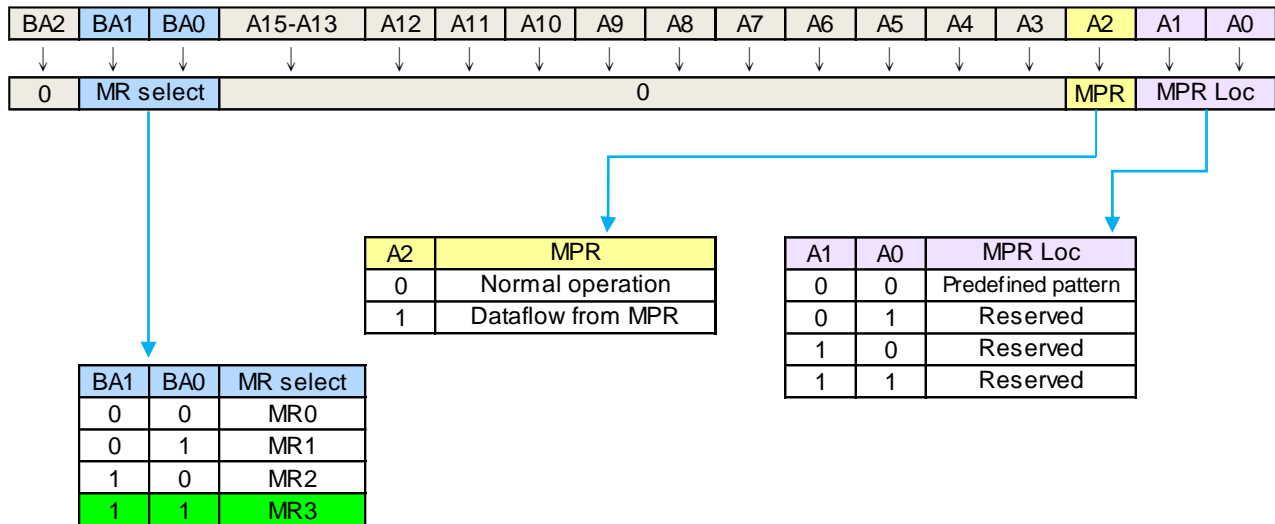 BA2 BA1 BA0 A15-A13 A12 A11 A10 A9 A8 A7 A6 A5 A4 A3 A2 A1 A0
0 MR select 0 MPR MPR Loc
A2 MPR
0 Normal operation
1 Dataflow from MPR
A1 A0 MPR Loc
0 0 Predefined pattern
0 1 Reserved
1 0 Reserved
1 1 Reserved
BA1 BA0 MR select
0 0 MR0
0 1 MR1
1 0 MR2
1 1 MR3